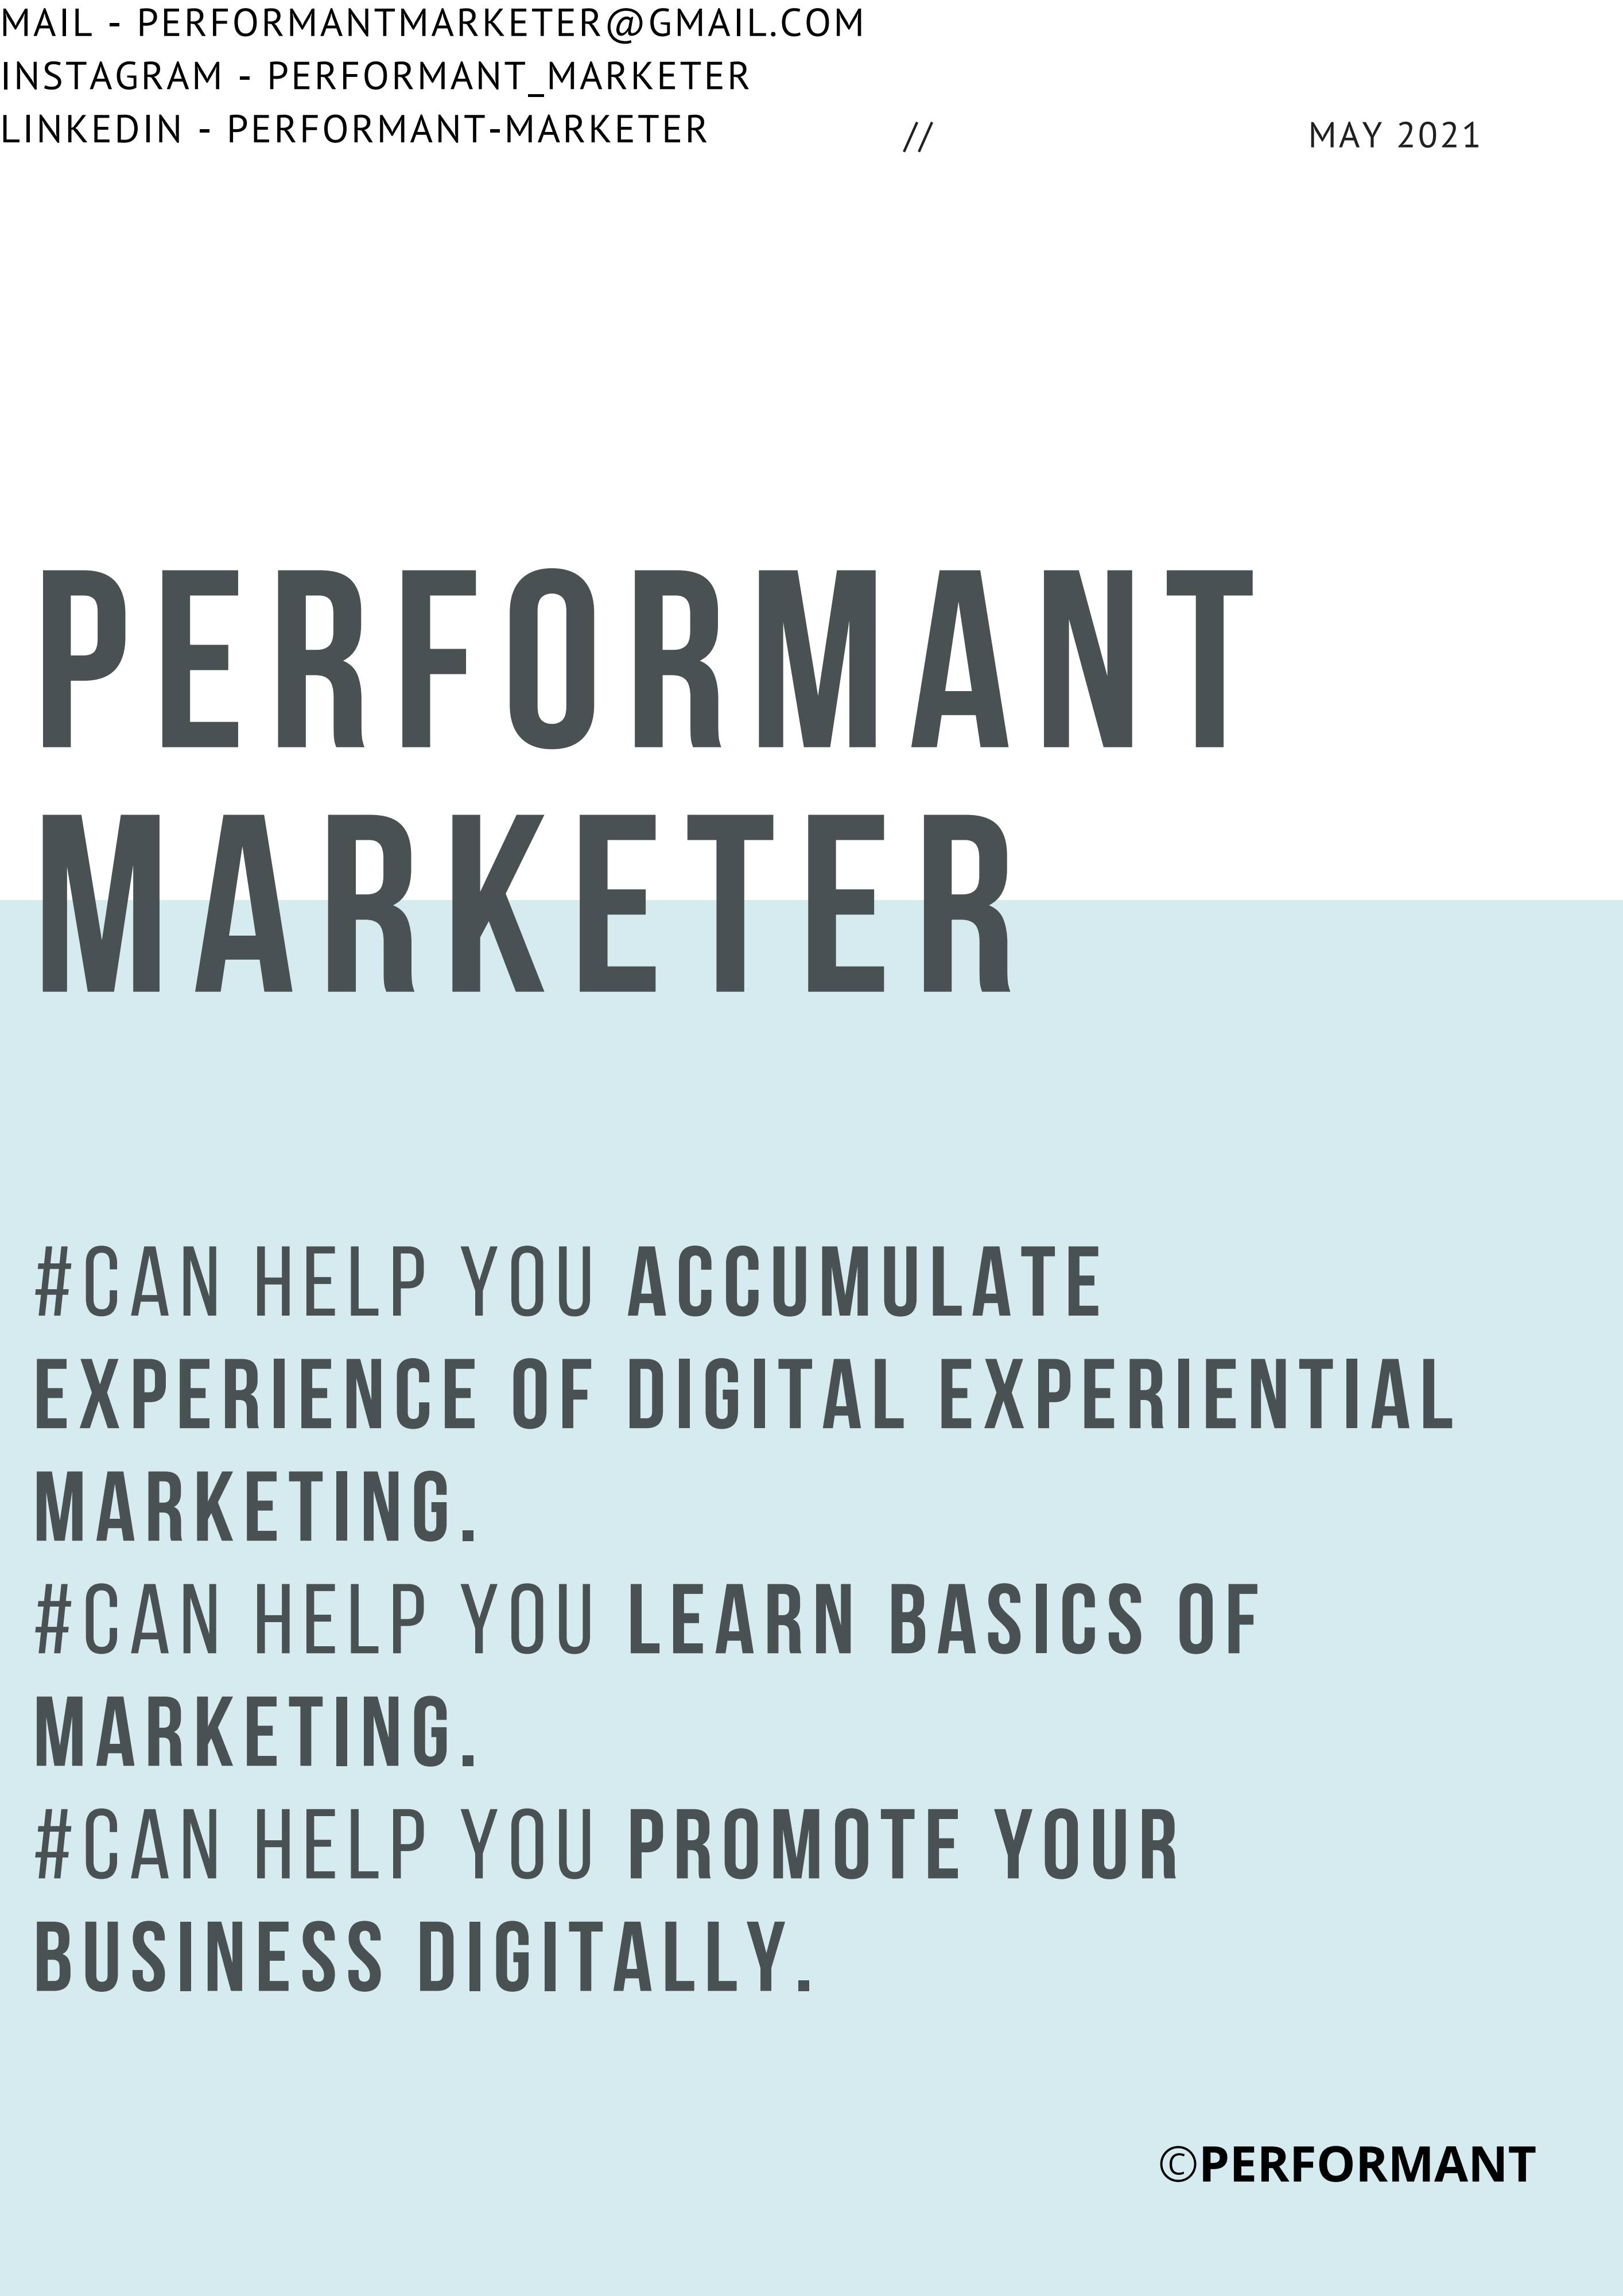 MAIL - PERFORMANTMARKETER@GMAIL.COM
INSTAGRAM - PERFORMANT_MARKETER
LINKEDIN - PERFORMANT-MARKETER // MAY 2021
PERFORMANT
MARKETER
#CAN HELP YOU ACCUMULATE
EXPERIENCE OF DIGITAL EXPERIENTIAL
MARKETING.
#CAN HELP YOU LEARN BASICS OF
MARKETING.
#CAN HELP YOU PROMOTE YOUR
BUSINESS DIGITALLY.
©PERFORMANT